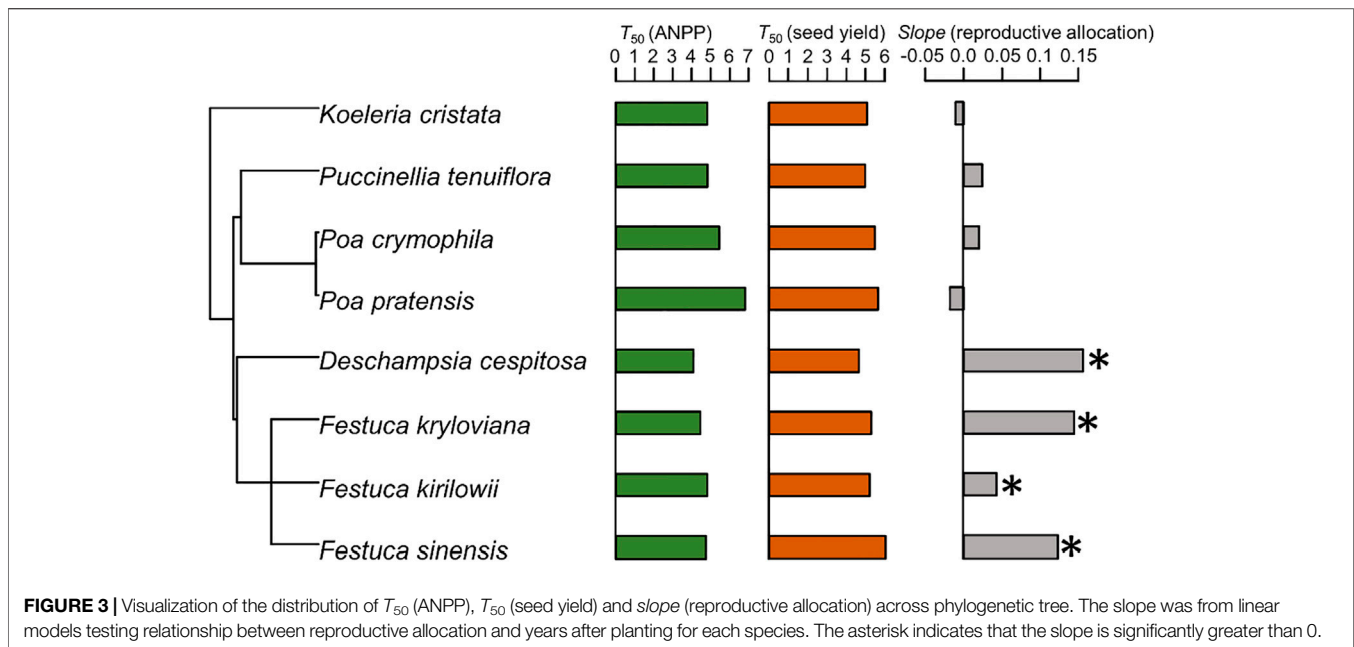 T50 (ANPP) T50 (seed yield) Slope (reproductive allocation)
0 1 2 3 4 5 6 7 0 1 2 3 4 5 6 -0.05 0.0 0.05 0.10 0.15
Koeleria cristata
Puccinellia tenuiflora
Poa crymophila
Poa pratensis
Deschampsia cespitosa *
Festuca kryloviana *
Festuca kirilowii *
Festuca sinensis *
FIGURE 3 | Visualization of the distribution of T50 (ANPP), T50 (seed yield) and slope (reproductive allocation) across phylogenetic tree. The slope was from linear
models testing relationship between reproductive allocation and years after planting for each species. The asterisk indicates that the slope is significantly greater than 0.